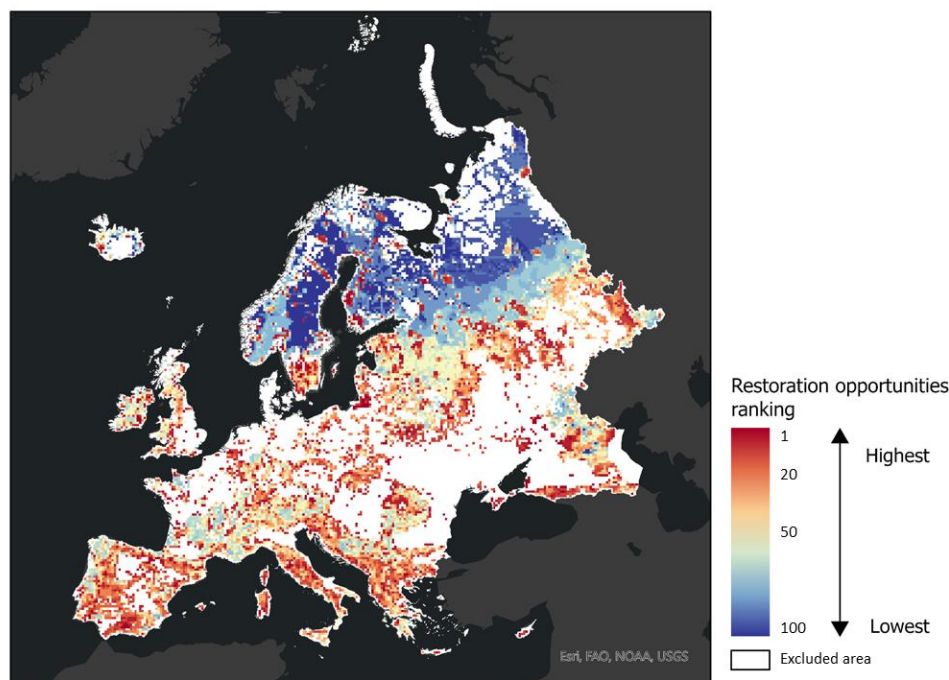 Restoration opportunities
ranking
1
20
50
100
Highest
Lowest
Excluded area
Esri, FAO, NOAA, USGS